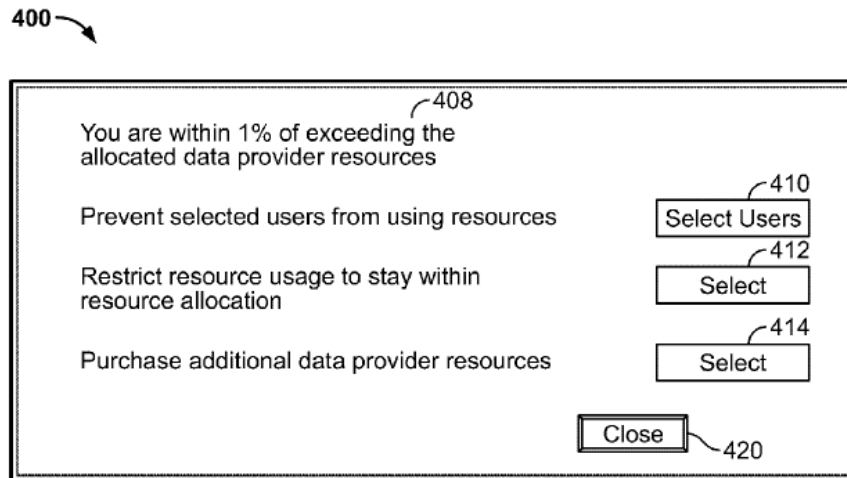 400
408
You are within 1% of exceeding the
allocated data provider resources
410
Prevent selected users from using resources
Select Users
412
Restrict resource usage to stay within
resource allocation
Select
414
Purchase additional data provider resources
Select
Close
420